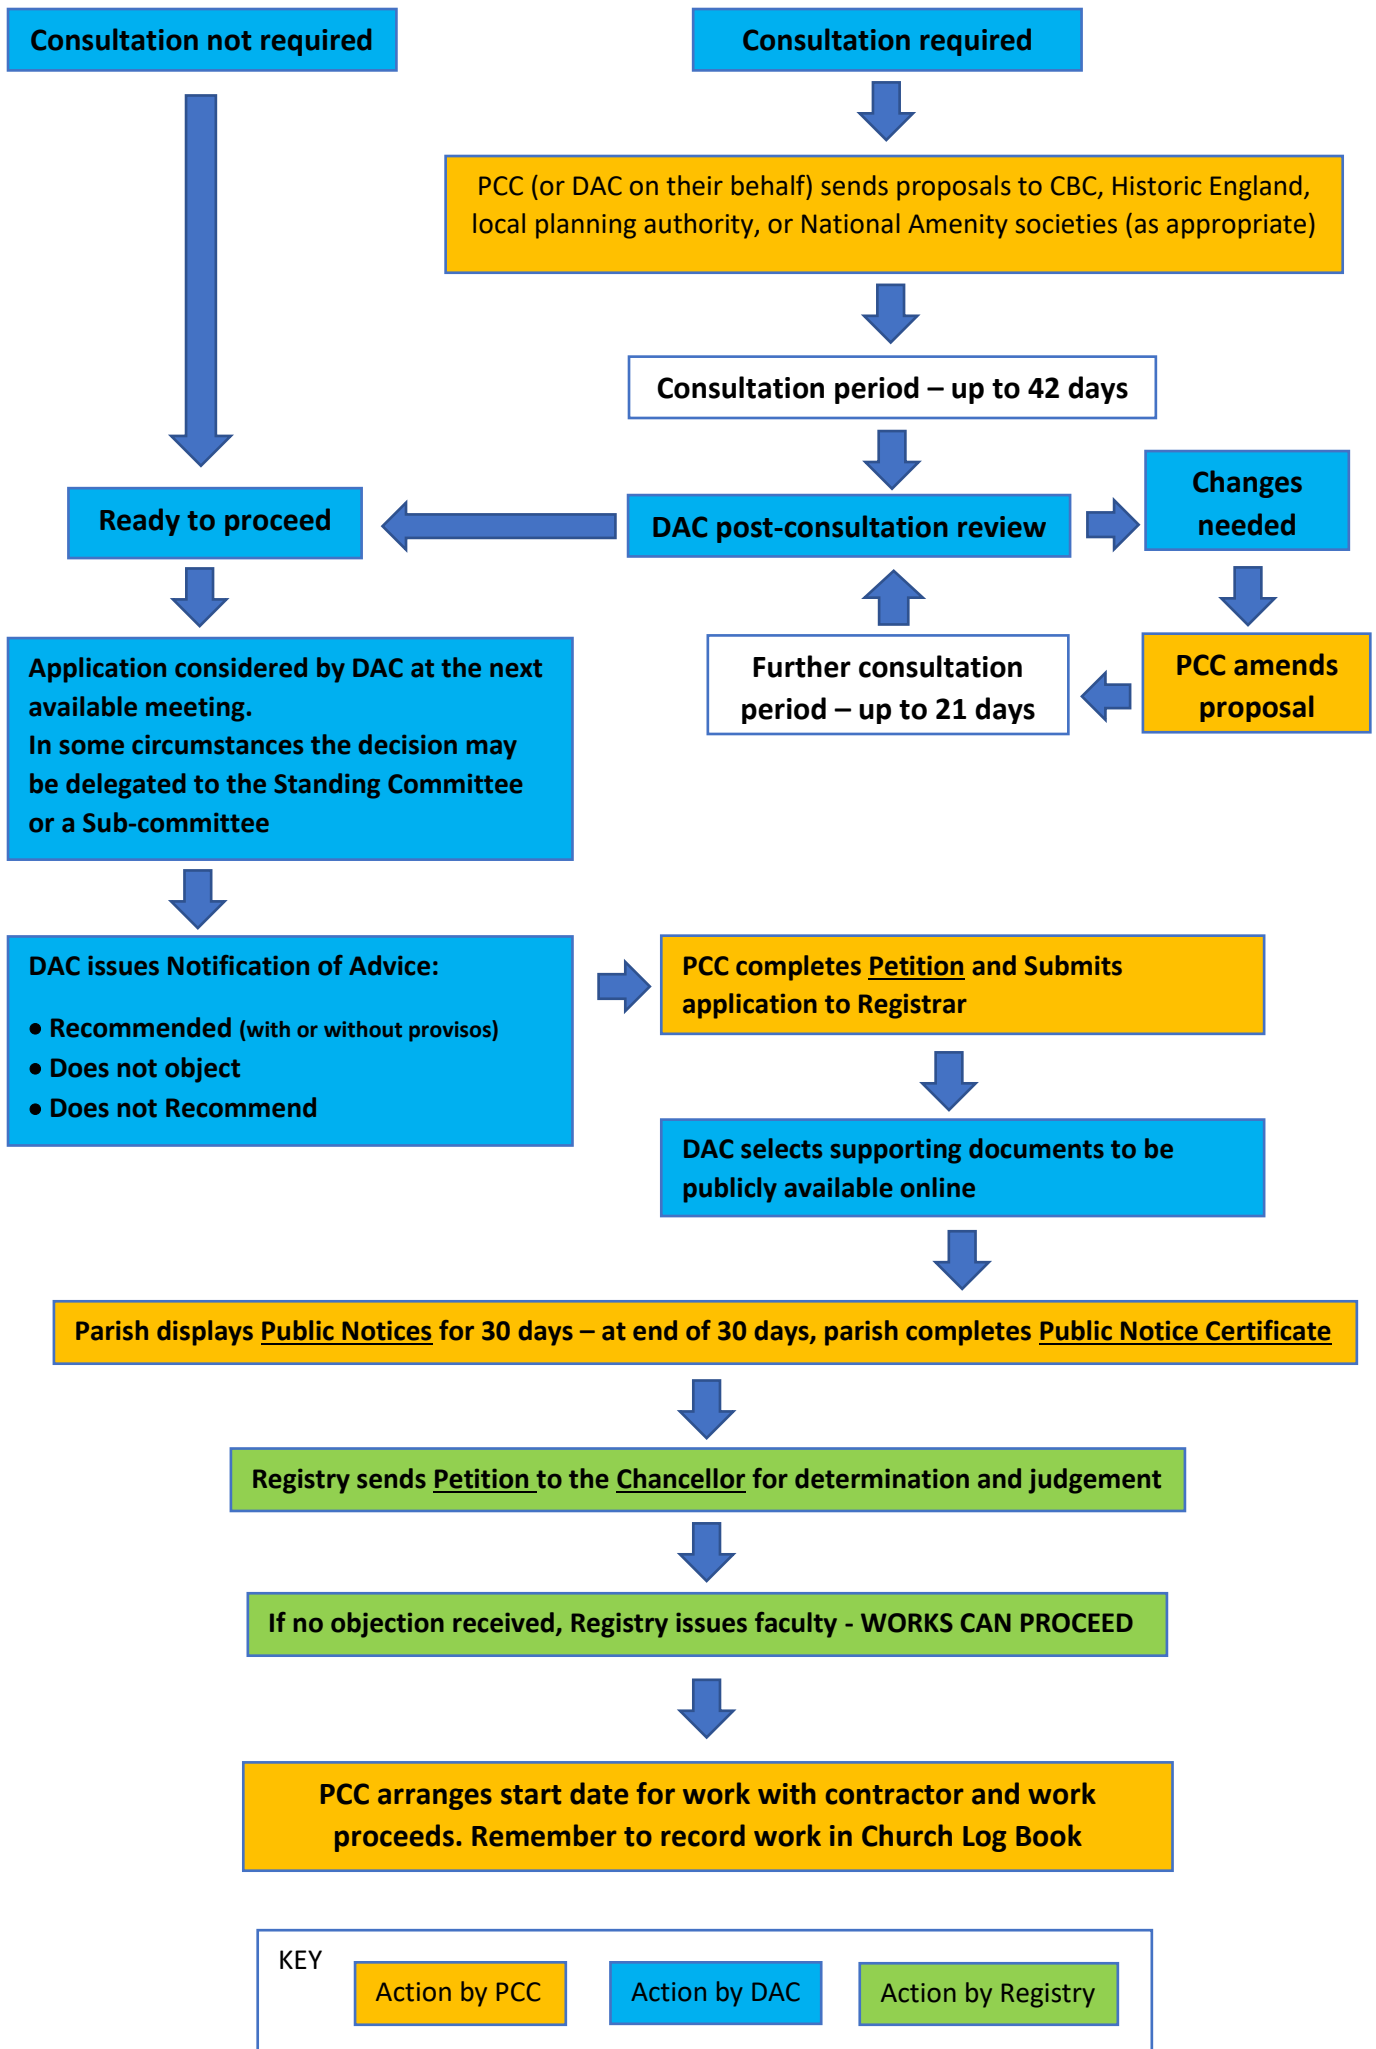 Consultation not required
Consultation required
PCC (or DAC on their behalf) sends proposals to CBC, Historic England,
local planning authority, or National Amenity societies (as appropriate)
Consultation period – up to 42 days
Changes
needed
Ready to proceed
DAC post-consultation review
Further consultation
period – up to 21 days
PCC amends
proposal
Application considered by DAC at the next
available meeting.
In some circumstances the decision may
be delegated to the Standing Committee
or a Sub-committee
DAC issues Notification of Advice:
• Recommended (with or without provisos)
• Does not object
• Does not Recommend
PCC completes Petition and Submits
application to Registrar
DAC selects supporting documents to be
publicly available online
Parish displays Public Notices for 30 days – at end of 30 days, parish completes Public Notice Certificate
Registry sends Petition to the Chancellor for determination and judgement
If no objection received, Registry issues faculty - WORKS CAN PROCEED
PCC arranges start date for work with contractor and work
proceeds. Remember to record work in Church Log Book
KEY
Action by PCC
Action by DAC
Action by Registry